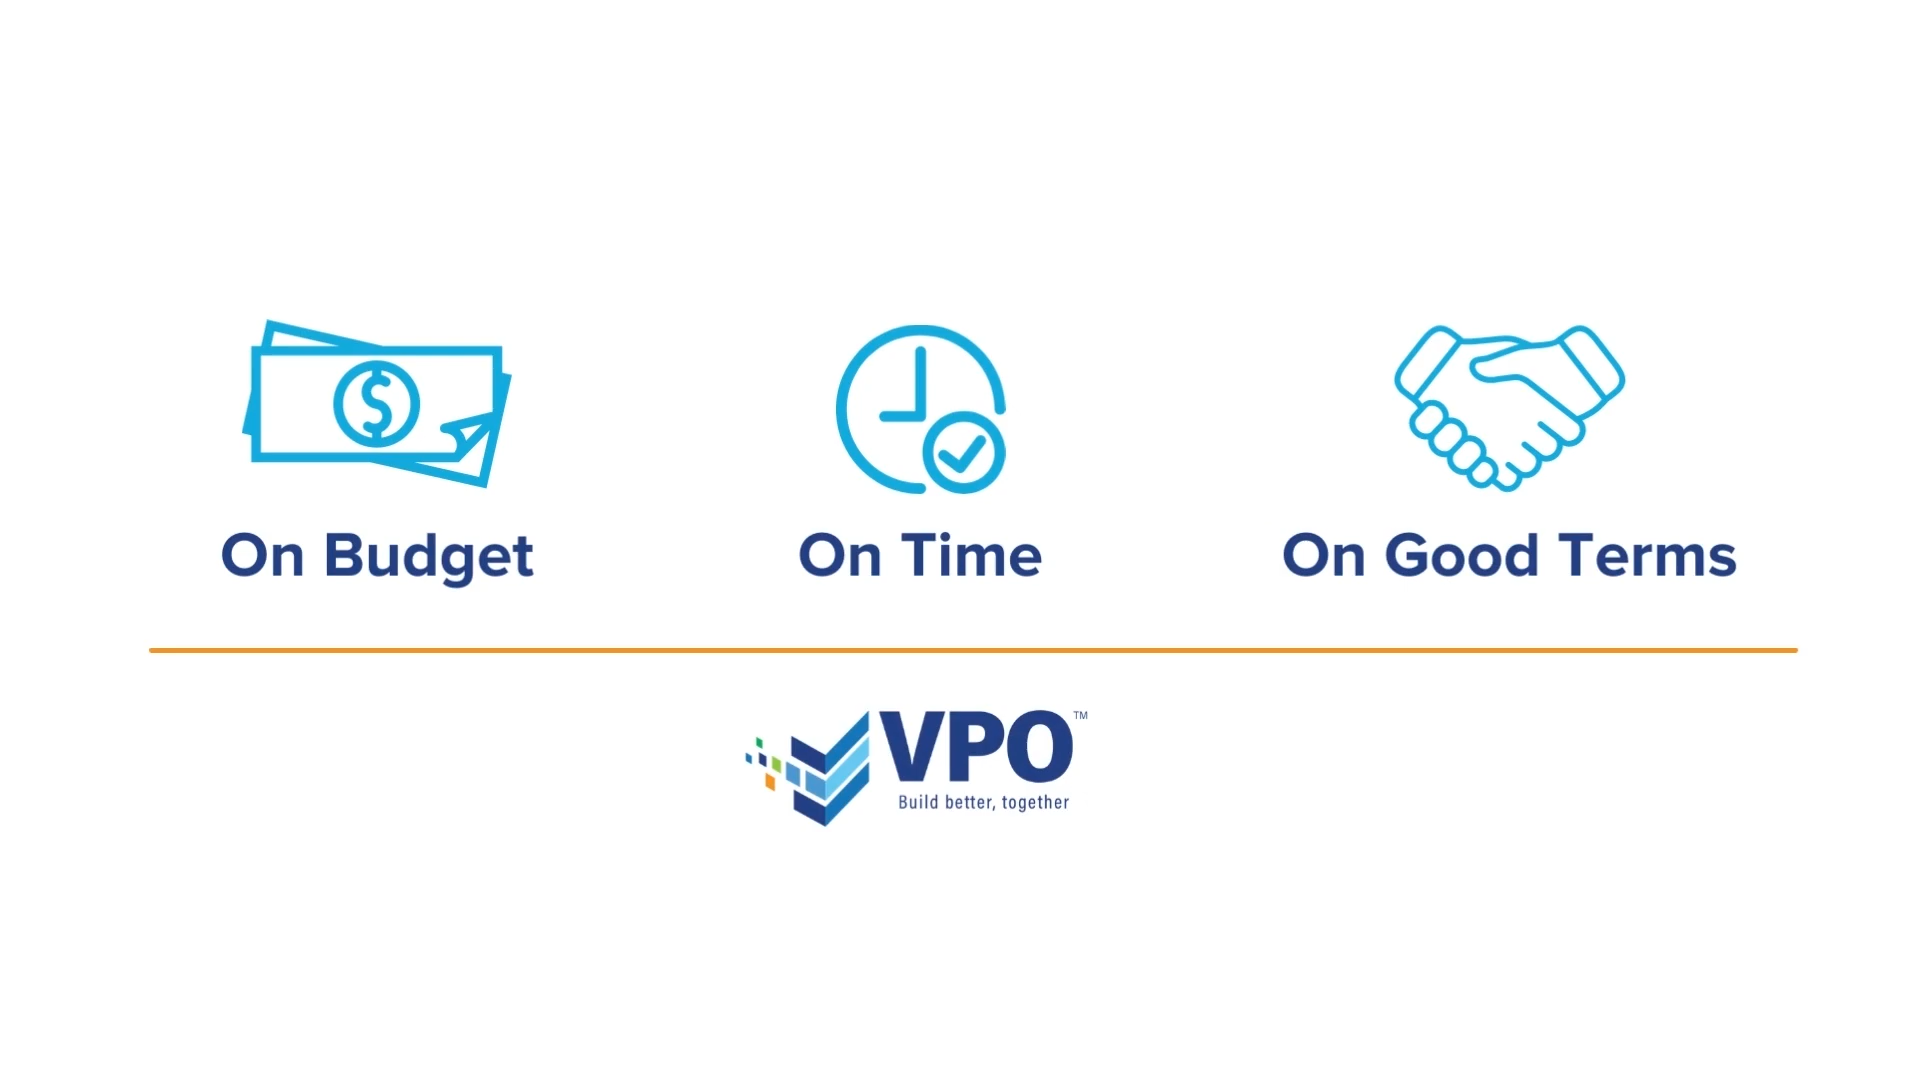 $
On Budget
On Time
On Good Terms
VPO™
Build better, together